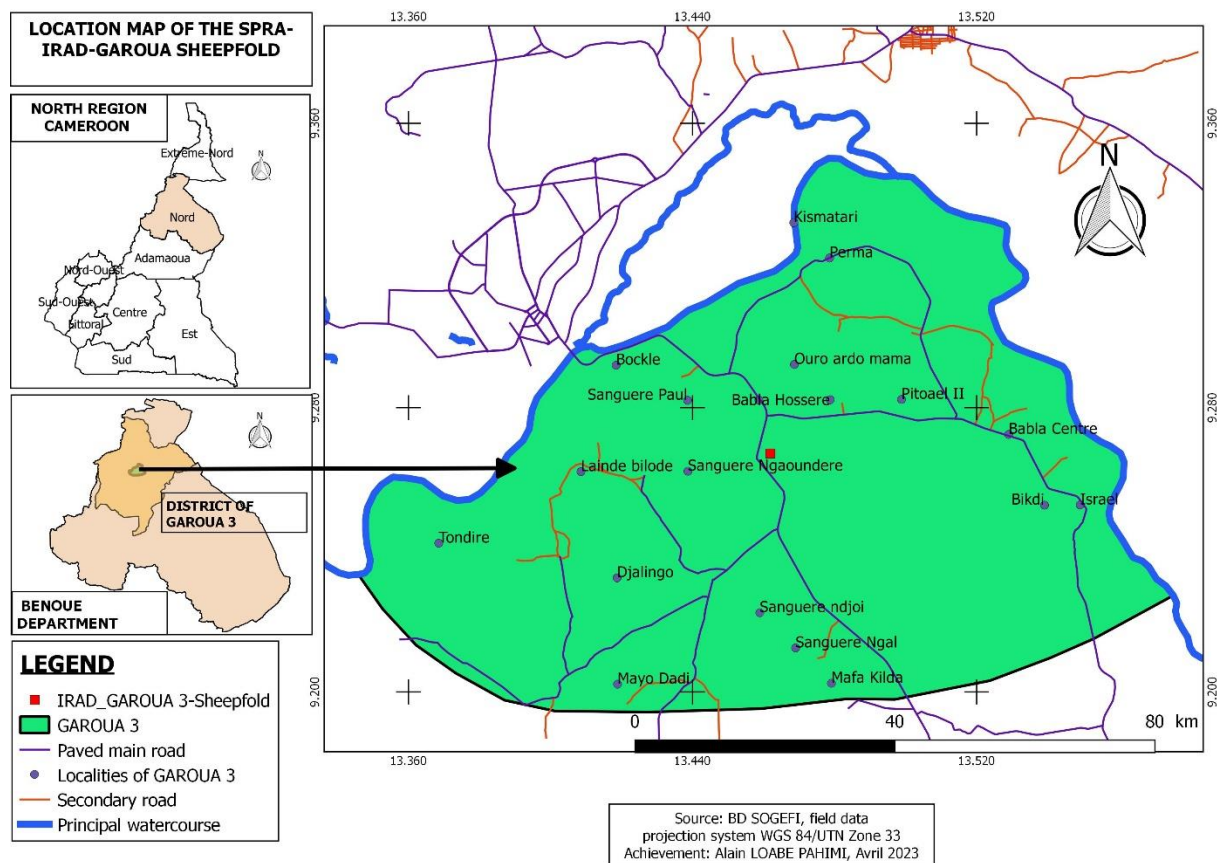 LOCATION MAP OF THE SPRA-
IRAD-GAROUA SHEEPFOLD
NORTH REGION
CAMEROON
Extrême-Nord
N
Nord
Adamaoua
Nord-Ouest
Sud-Ouest
Littoral
Centre
Est
Sud
N
DISTRICT OF
GAROUA 3
BENOUE
DEPARTMENT
LEGEND
IRAD_GAROUA 3-Sheepfold
GAROUA 3
Paved main road
Localities of GAROUA 3
Secondary road
Principal watercourse
13.360 13.440 13.520
9.360 9.360
N
Kismatari
Perma
Bockle
Ouro ardo mama
Sanguere Paul
Babla Hossere
Pitoael II
9.280 9.280
Babla Centre
Lainde bilode
Sanguere Ngaoundere
Bikdi
Israel
Tondire
Djalingo
Sanguere ndjoi
Sanguere Ngal
Mayo Dadi
Mafa Kilda
9.200 9.200
0 40 80 km
13.360 13.440 13.520
Source: BD SOGEFI, field data
projection system WGS 84/UTN Zone 33
Achievement: Alain LOABE PAHIMI, Avril 2023